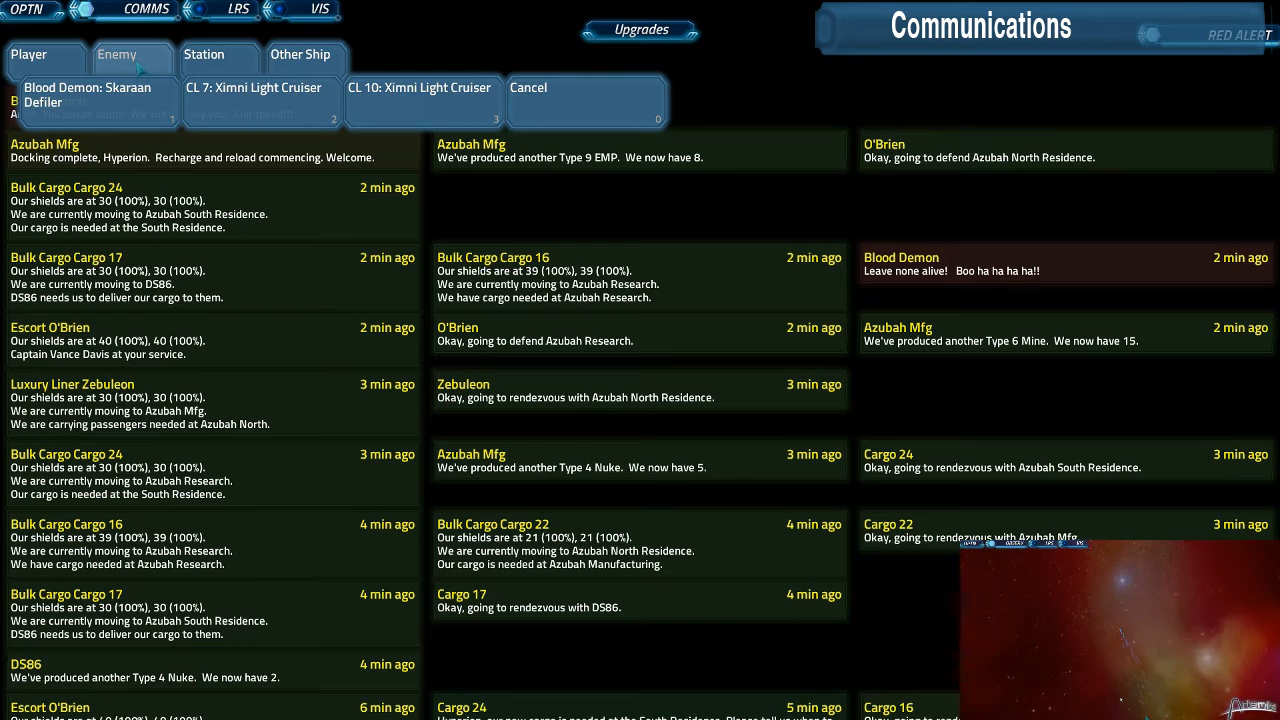 OPTN COMMS LRS VIS
Upgrades
Communications
RED ALERT
Player Enemy Station Other Ship
Blood Demon: Skaraan
Defiler
1
CL 7: Ximni Light Cruiser
2
CL 10: Ximni Light Cruiser
3
Cancel
0
Azubah Mfg
Docking complete, Hyperion. Recharge and reload commencing. Welcome.
Azubah Mfg
We've produced another Type 9 EMP. We now have 8.
O'Brien
Okay, going to defend Azubah North Residence.
Bulk Cargo Cargo 24 2 min ago
Our shields are at 30 (100%), 30 (100%).
We are currently moving to Azubah South Residence.
Our cargo is needed at the South Residence.
Bulk Cargo Cargo 17 2 min ago
Our shields are at 30 (100%), 30 (100%).
We are currently moving to DS86.
DS86 needs us to deliver our cargo to them.
Bulk Cargo Cargo 16 2 min ago
Our shields are at 39 (100%), 39 (100%).
We are currently moving to Azubah Research.
We have cargo needed at Azubah Research.
Blood Demon 2 min ago
Leave none alive! Boo ha ha ha ha!!
Escort O'Brien 2 min ago
Our shields are at 40 (100%), 40 (100%).
Captain Vance Davis at your service.
O'Brien 2 min ago
Okay, going to defend Azubah Research.
Azubah Mfg 2 min ago
We've produced another Type 6 Mine. We now have 15.
Luxury Liner Zebuleon 3 min ago
Our shields are at 30 (100%), 30 (100%).
We are currently moving to Azubah Mfg.
We are carrying passengers needed at Azubah North.
Zebuleon 3 min ago
Okay, going to rendezvous with Azubah North Residence.
Bulk Cargo Cargo 24 3 min ago
Our shields are at 30 (100%), 30 (100%).
We are currently moving to Azubah Research.
Our cargo is needed at the South Residence.
Azubah Mfg 3 min ago
We've produced another Type 4 Nuke. We now have 5.
Cargo 24 3 min ago
Okay, going to rendezvous with Azubah South Residence.
Bulk Cargo Cargo 16 4 min ago
Our shields are at 39 (100%), 39 (100%).
We are currently moving to Azubah Research.
We have cargo needed at Azubah Research.
Bulk Cargo Cargo 22 4 min ago
Our shields are at 21 (100%), 21 (100%).
We are currently moving to Azubah North Residence.
Our cargo is needed at Azubah Manufacturing.
Cargo 22 3 min ago
Okay, going to rendezvous with Azubah Mfg.
Bulk Cargo Cargo 17 4 min ago
Our shields are at 30 (100%), 30 (100%).
We are currently moving to Azubah South Residence.
DS86 needs us to deliver our cargo to them.
Cargo 17 4 min ago
Okay, going to rendezvous with DS86.
DS86 4 min ago
We've produced another Type 4 Nuke. We now have 2.
Escort O'Brien 6 min ago
Cargo 24 5 min ago
Cargo 16
Artemis